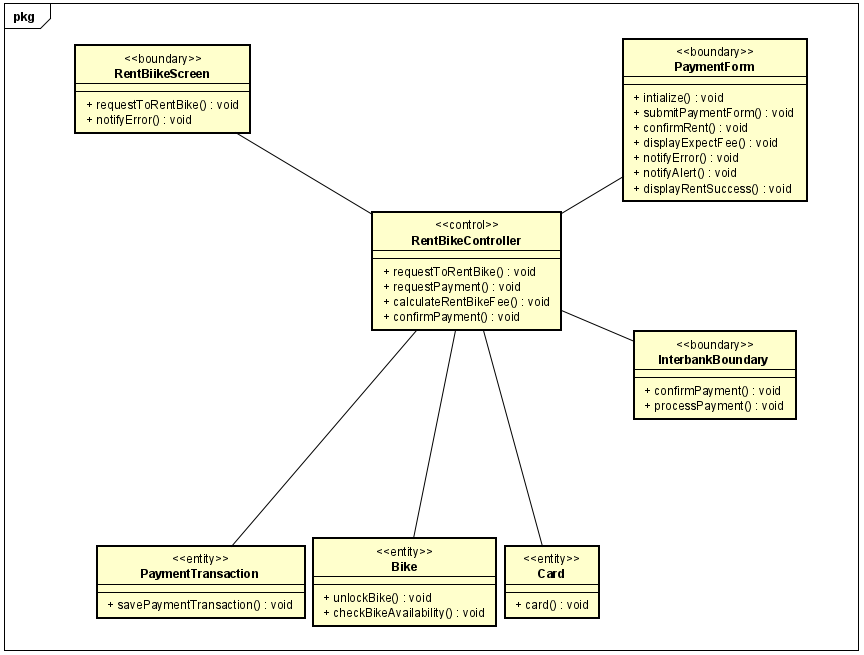 pkg
<<boundary>>
RentBiikeScreen
+ requestToRentBike() : void
+ notifyError() : void
<<boundary>>
PaymentForm
+ intialize() : void
+ submitPaymentForm() : void
+ confirmRent() : void
+ displayExpectFee() : void
+ notifyError() : void
+ notifyAlert() : void
+ displayRentSuccess() : void
<<control>>
RentBikeController
+ requestToRentBike() : void
+ requestPayment() : void
+ calculateRentBikeFee() : void
+ confirmPayment() : void
<<boundary>>
InterbankBoundary
+ confirmPayment() : void
+ processPayment() : void
<<entity>>
PaymentTransaction
+ savePaymentTransaction() : void
<<entity>>
Bike
+ unlockBike() : void
+ checkBikeAvailability() : void
<<entity>>
Card
+ card() : void